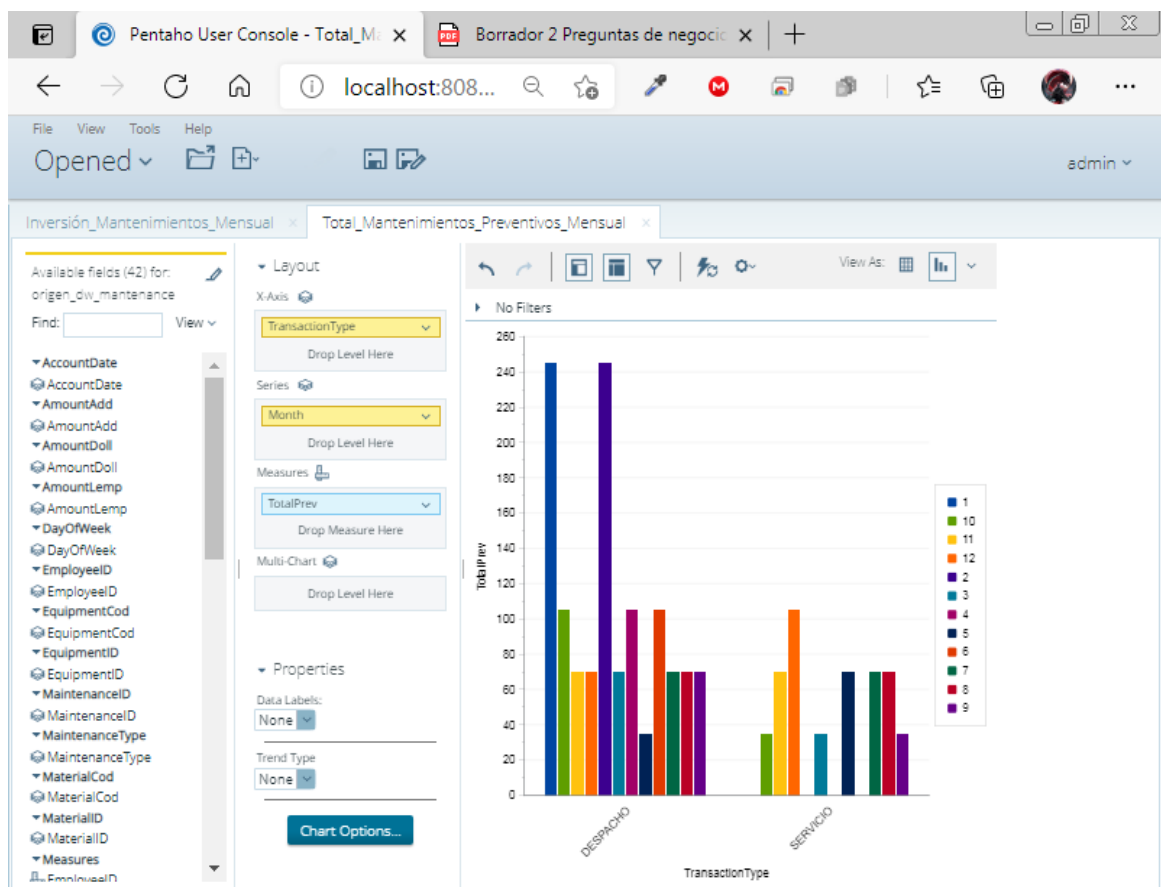 Pentaho User Console - Total_Ma
Borrador 2 Preguntas de negocio
localhost:808...
File View Tools Help
Opened
admin
Inversión_Mantenimientos_Mensual
Total_Mantenimientos_Preventivos_Mensual
Available fields (42) for:
origen_dw_mantenance
Find:
View
AccountDate
AccountDate
AmountAdd
AmountAdd
AmountDoll
AmountDoll
AmountLemp
AmountLemp
DayOfWeek
DayOfWeek
EmployeeID
EmployeeID
EquipmentCod
EquipmentCod
EquipmentID
EquipmentID
MaintenanceID
MaintenanceID
MaintenanceType
MaintenanceType
MaterialCod
MaterialCod
MaterialID
MaterialID
Measures
EmployeeID
Layout
X-Axis
TransactionType
Drop Level Here
Series
Month
Drop Level Here
Measures
TotalPrev
Drop Measure Here
Multi-Chart
Drop Level Here
Properties
Data Labels:
None
Trend Type
None
Chart Options...
View As:
No Filters
260
240
220
200
180
160
140
120
100
80
60
40
20
0
TotalPrev
DESPACHO
SERVICIO
TransactionType
1
10
11
12
2
3
4
5
6
7
8
9